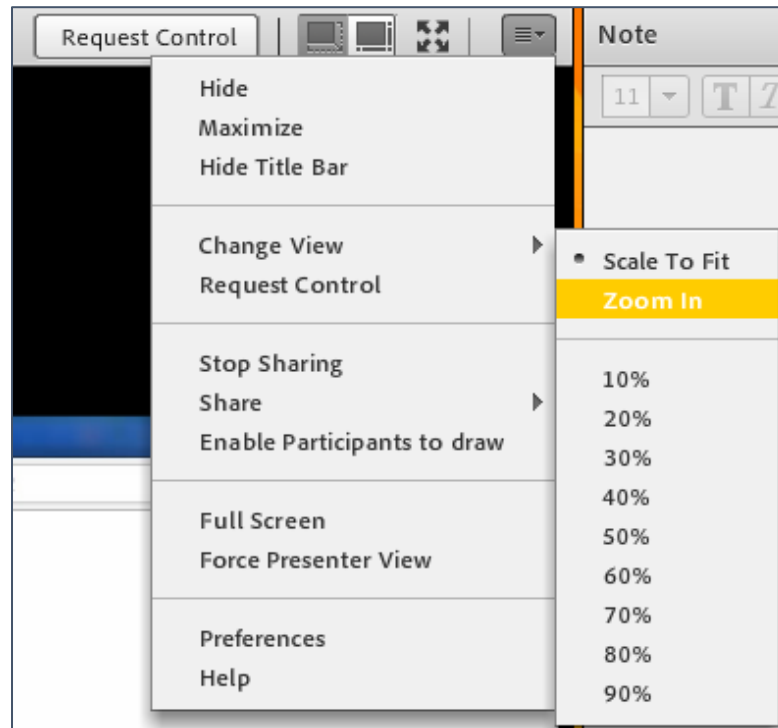 Request Control
Note
11 T T
Hide
Maximize
Hide Title Bar
Change View
Request Control
Stop Sharing
Share
Enable Participants to draw
Full Screen
Force Presenter View
Preferences
Help
Scale To Fit
Zoom In
10%
20%
30%
40%
50%
60%
70%
80%
90%